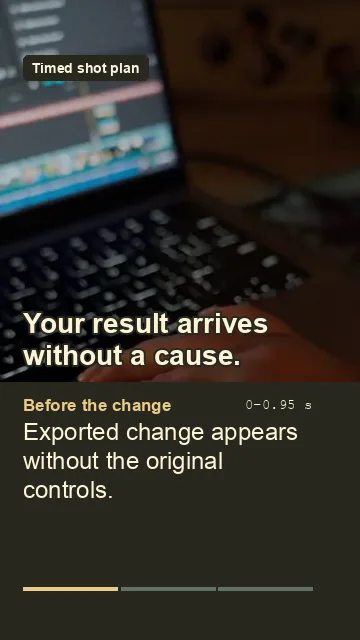 Timed shot plan
Your result arrives
without a cause.
Before the change
0–0.95 s
Exported change appears
without the original
controls.